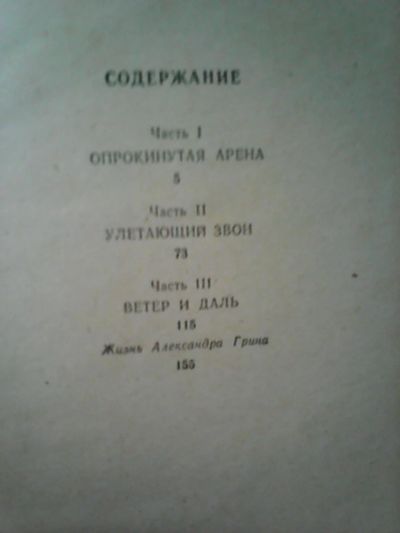 СОДЕРЖАНИЕ
Часть I
ОПРОКИНУТАЯ АРЕНА
5
Часть II
УЛЕТАЮЩИЙ ЗВОН
73
Часть III
ВЕТЕР И ДАЛЬ
115
Жизнь Александра Грина
155